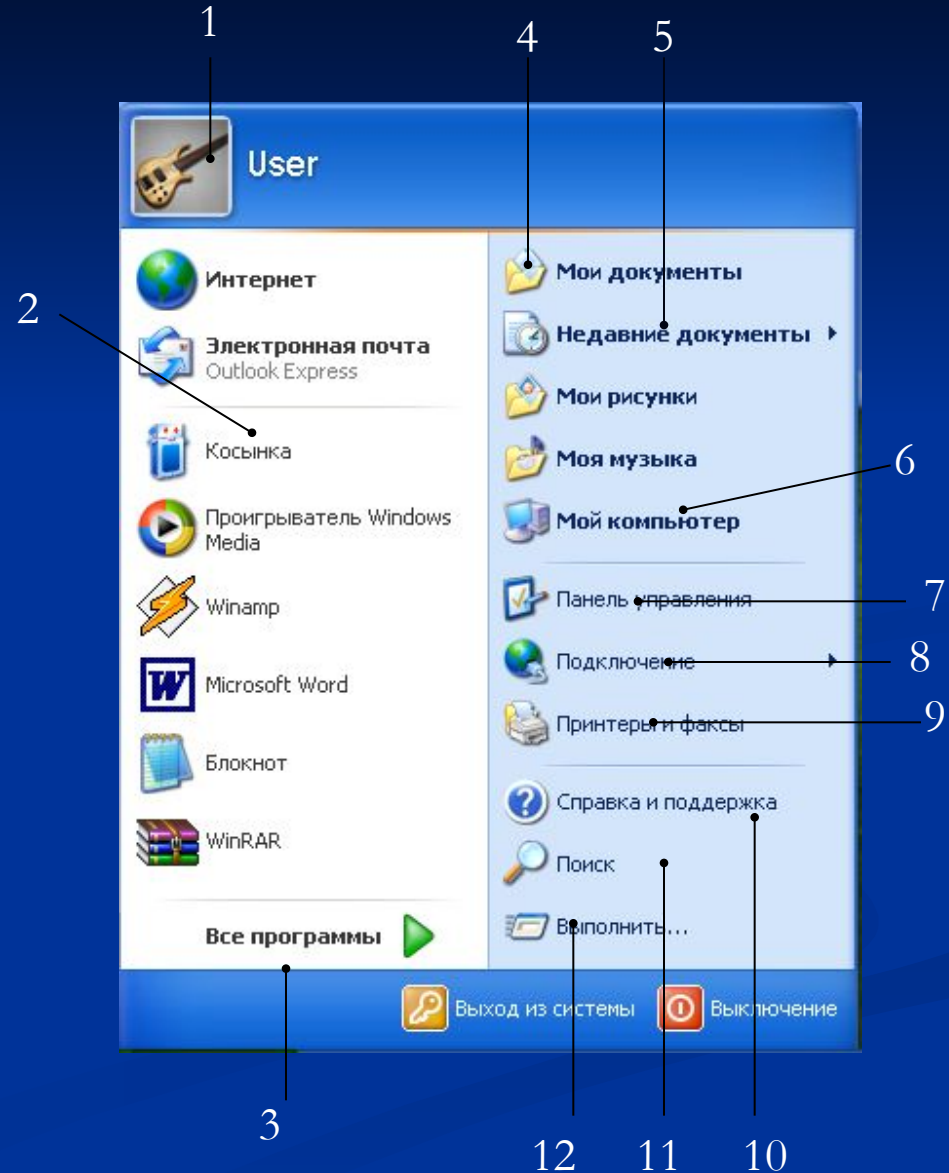 1
4
5
User
Интернет
Мои документы
2
Электронная почта
Outlook Express
Недавние документы
Мои рисунки
Косынка
Моя музыка
6
Проигрыватель Windows
Media
Мой компьютер
Winamp
Панель управления
7
Microsoft Word
Подключение
8
Принтеры и факсы
9
Блокнот
Справка и поддержка
WinRAR
Поиск
Все программы
Выполнить...
Выход из системы
Выключение
3
12
11
10